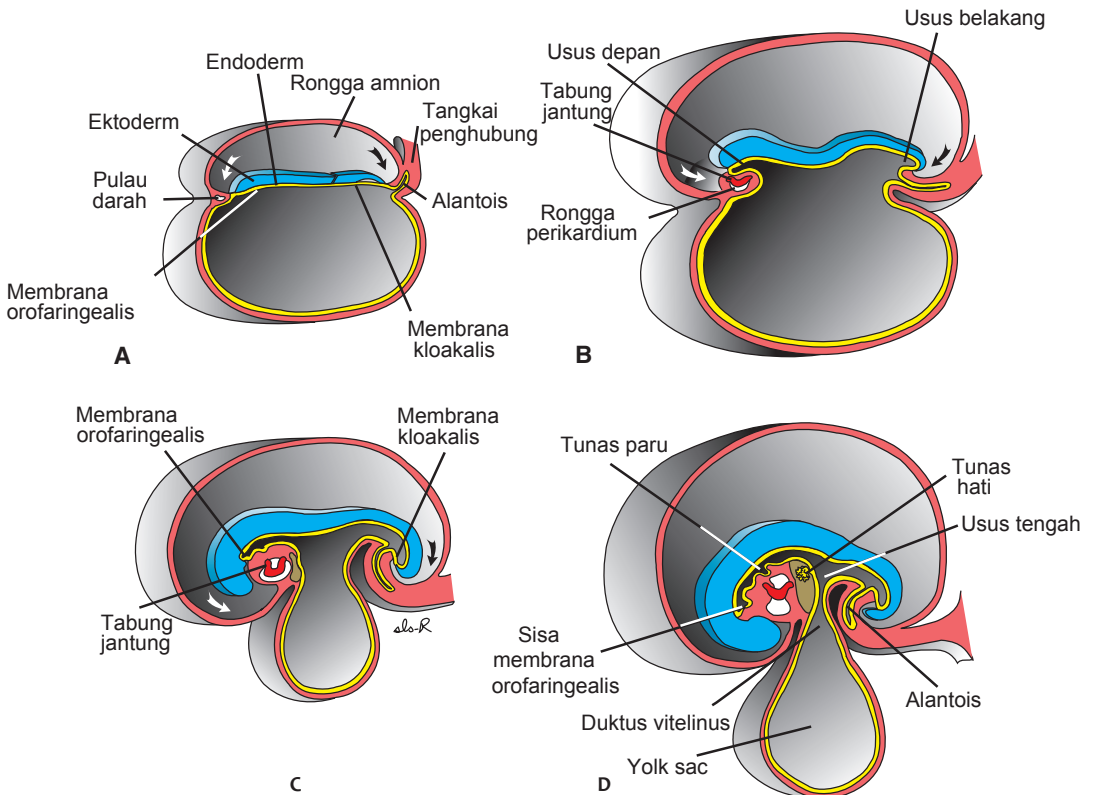 Endoderm
Rongga amnion
Ektoderm
Tangkai
penghubung
Pulau
darah
Alantois
Membrana
orofaringealis
Membrana
kloakalis
A
Usus belakang
Usus depan
Tabung
jantung
Rongga
perikardium
B
Membrana
orofaringealis
Membrana
kloakalis
Tabung
jantung
sls-R
C
Tunas paru
Tunas
hati
Usus tengah
Sisa
membrana
orofaringealis
Duktus vitelinus
Alantois
Yolk sac
D